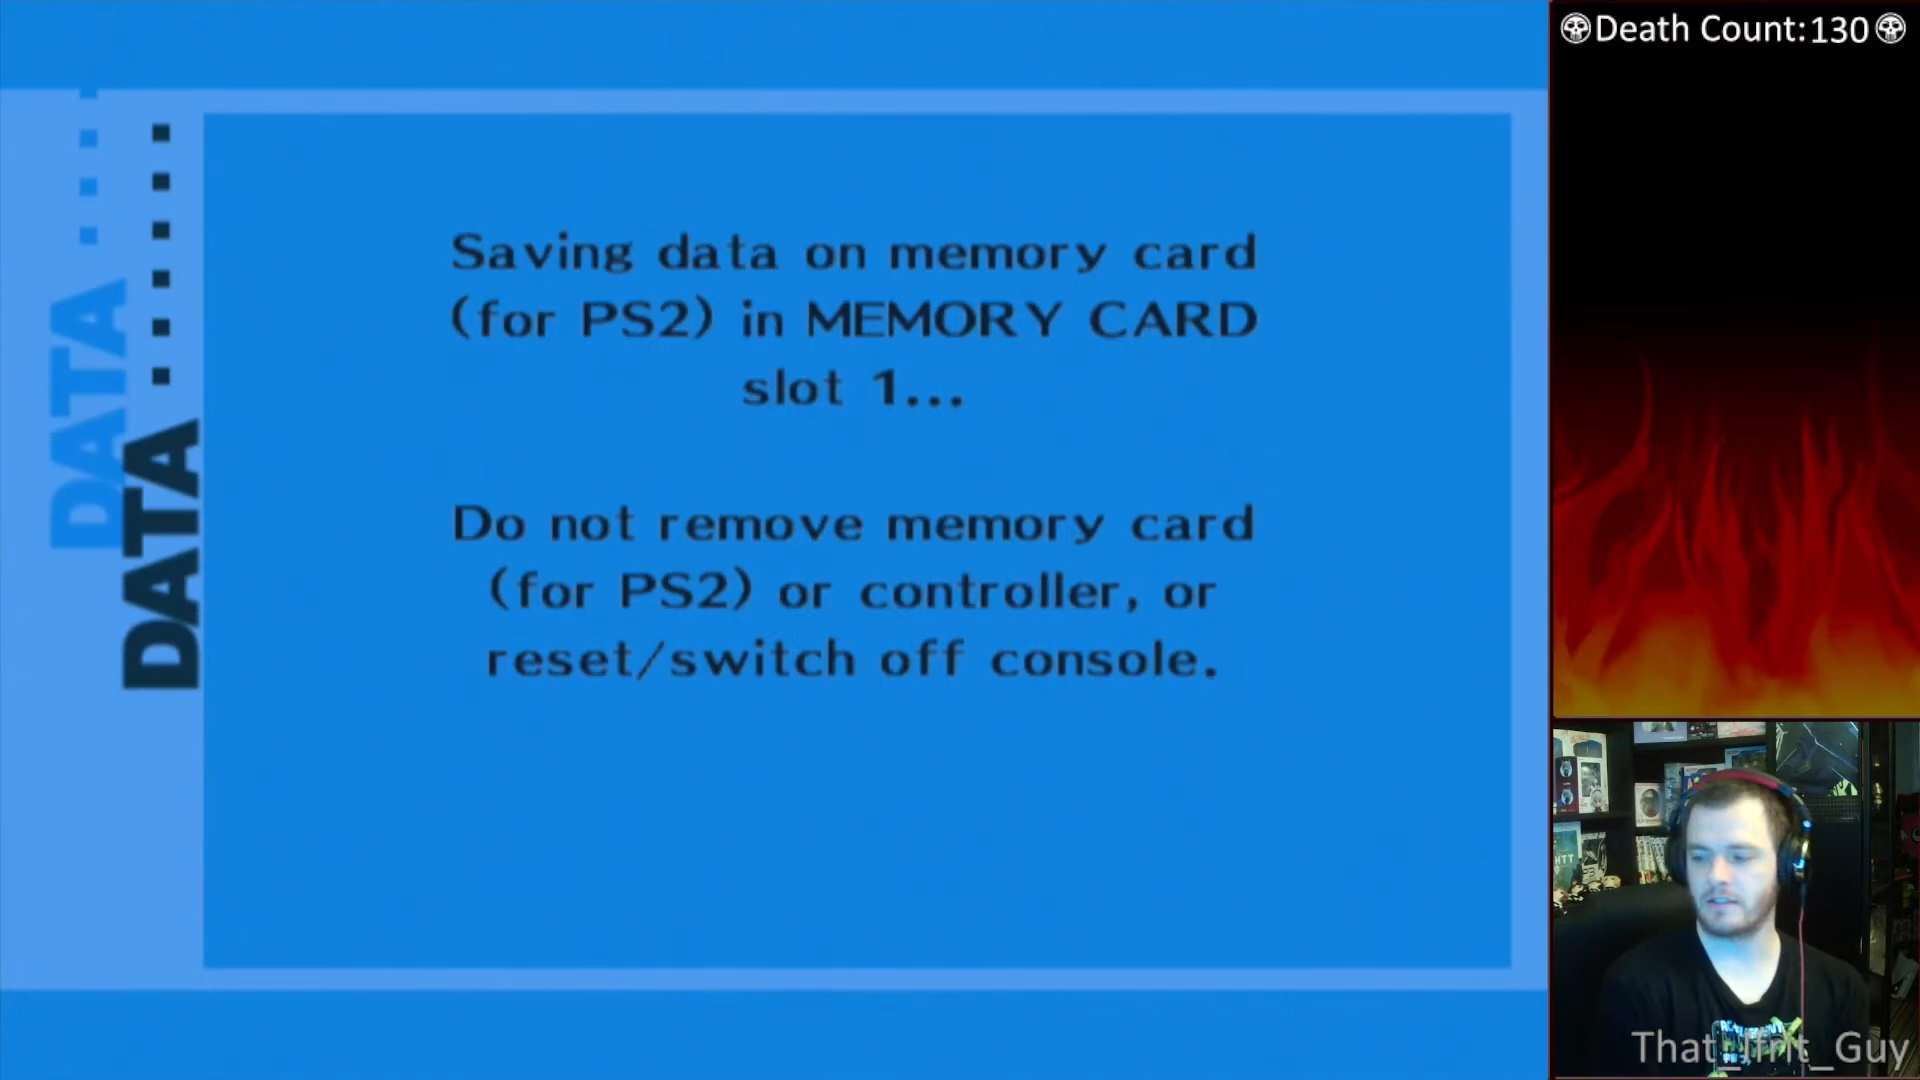 Death Count:130
DATA
DATA
Saving data on memory card
(for PS2) in MEMORY CARD
slot 1...
Do not remove memory card
(for PS2) or controller, or
reset/switch off console.
That_Ifrit_Guy